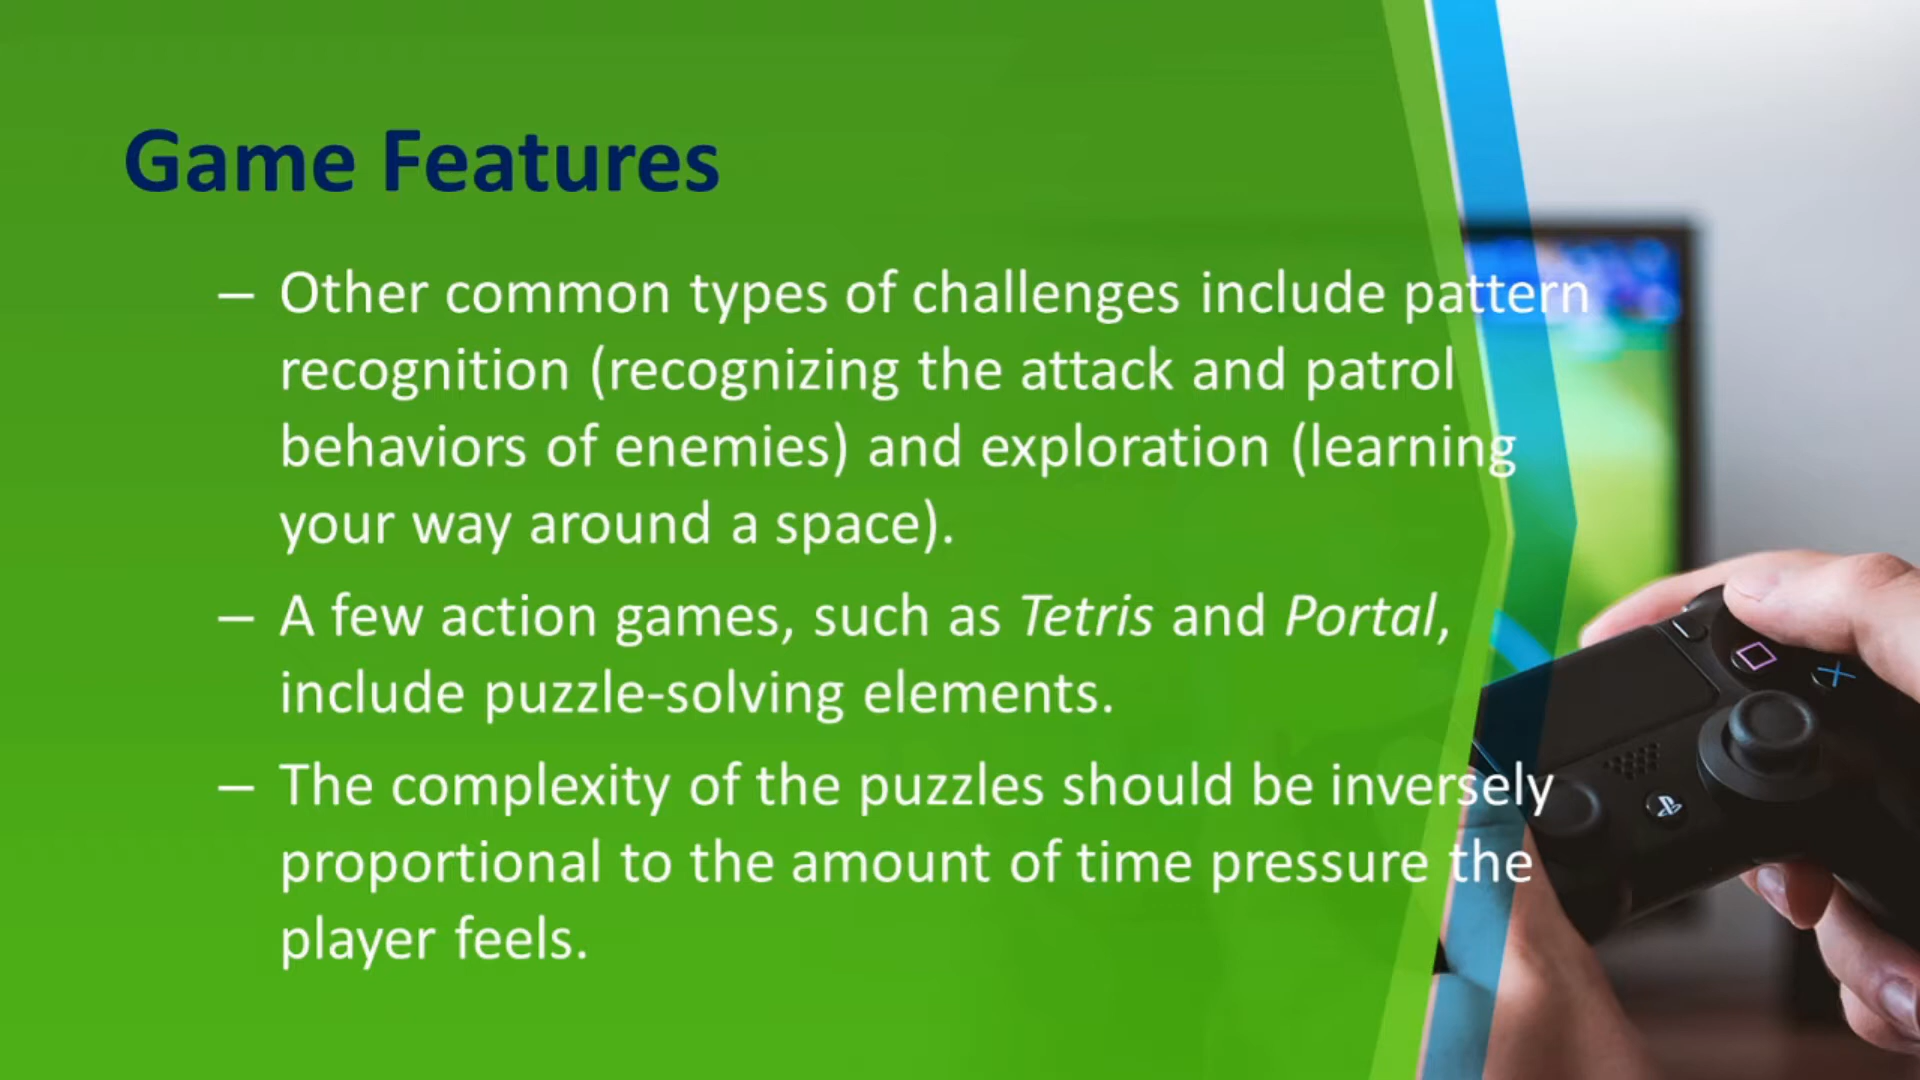 Game Features
– Other common types of challenges include pattern
recognition (recognizing the attack and patrol
behaviors of enemies) and exploration (learning
your way around a space).
– A few action games, such as Tetris and Portal,
include puzzle-solving elements.
– The complexity of the puzzles should be inversely
proportional to the amount of time pressure the
player feels.